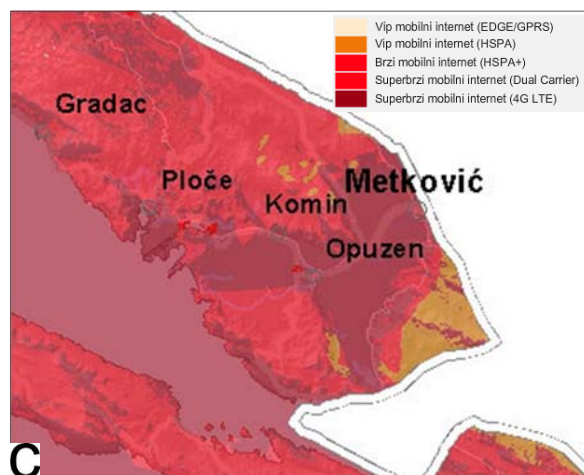 Vip mobilni internet (EDGE/GPRS)
Vip mobilni internet (HSPA)
Brzi mobilni internet (HSPA+)
Superbrzi mobilni internet (Dual Carrier)
Superbrzi mobilni internet (4G LTE)
Gradac
Ploče
Metković
Komin
Opuzen
C